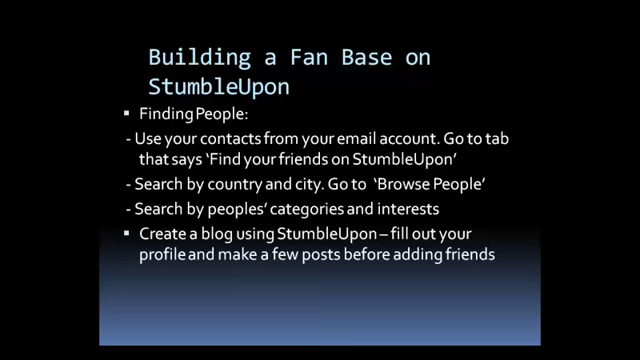 Building a Fan Base on
StumbleUpon
▪ Finding People:
- Use your contacts from your email account. Go to tab
that says ‘Find your friends on StumbleUpon’
- Search by country and city. Go to ‘Browse People’
- Search by peoples’ categories and interests
▪ Create a blog using StumbleUpon – fill out your
profile and make a few posts before adding friends